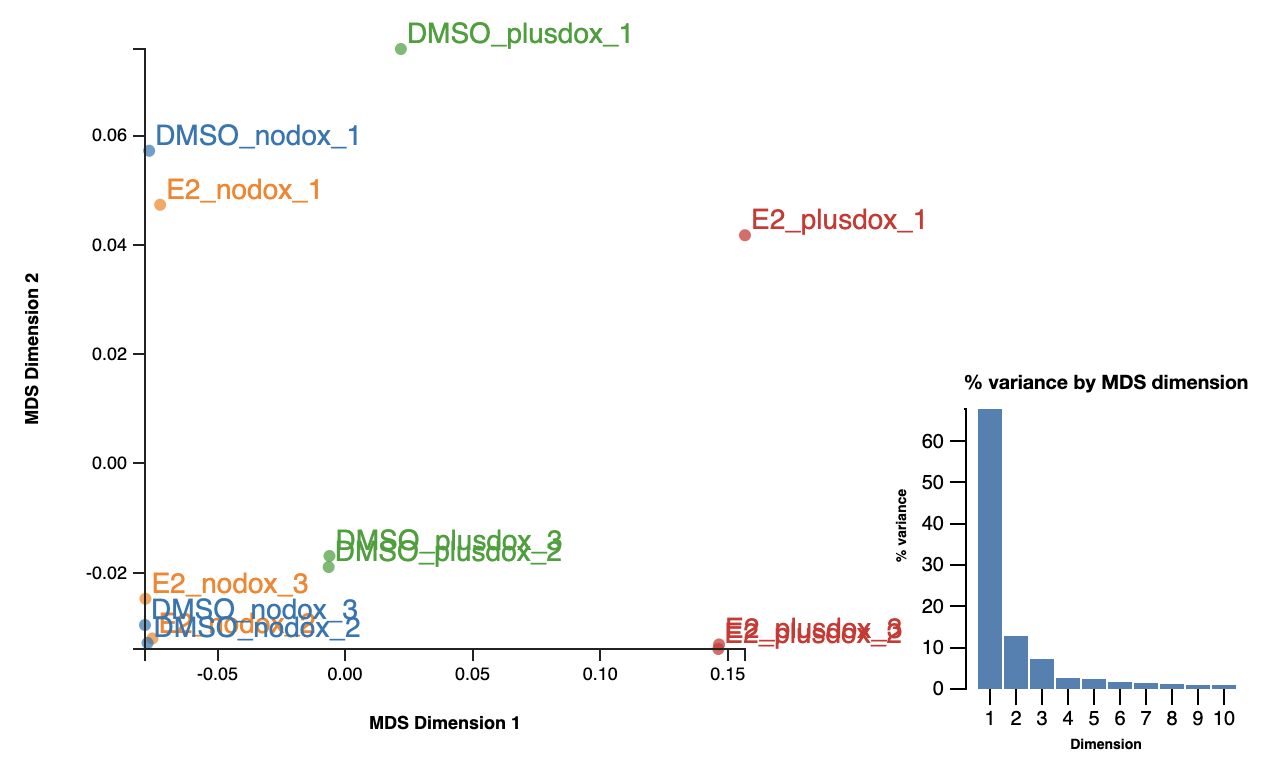 DMSO_plusdox_1
DMSO_nodox_1
E2_nodox_1
E2_plusdox_1
DMSO_plusdox_3
DMSO_plusdox_2
E2_nodox_3
DMSO_nodox_3
E2_nodox_2
DMSO_nodox_2
E2_plusdox_3
E2_plusdox_2
0.06
0.04
0.02
0.00
-0.02
MDS Dimension 2
-0.05
0.00
0.05
0.10
0.15
MDS Dimension 1
% variance by MDS dimension
60
50
40
30
20
10
0
% variance
1 2 3 4 5 6 7 8 9 10
Dimension